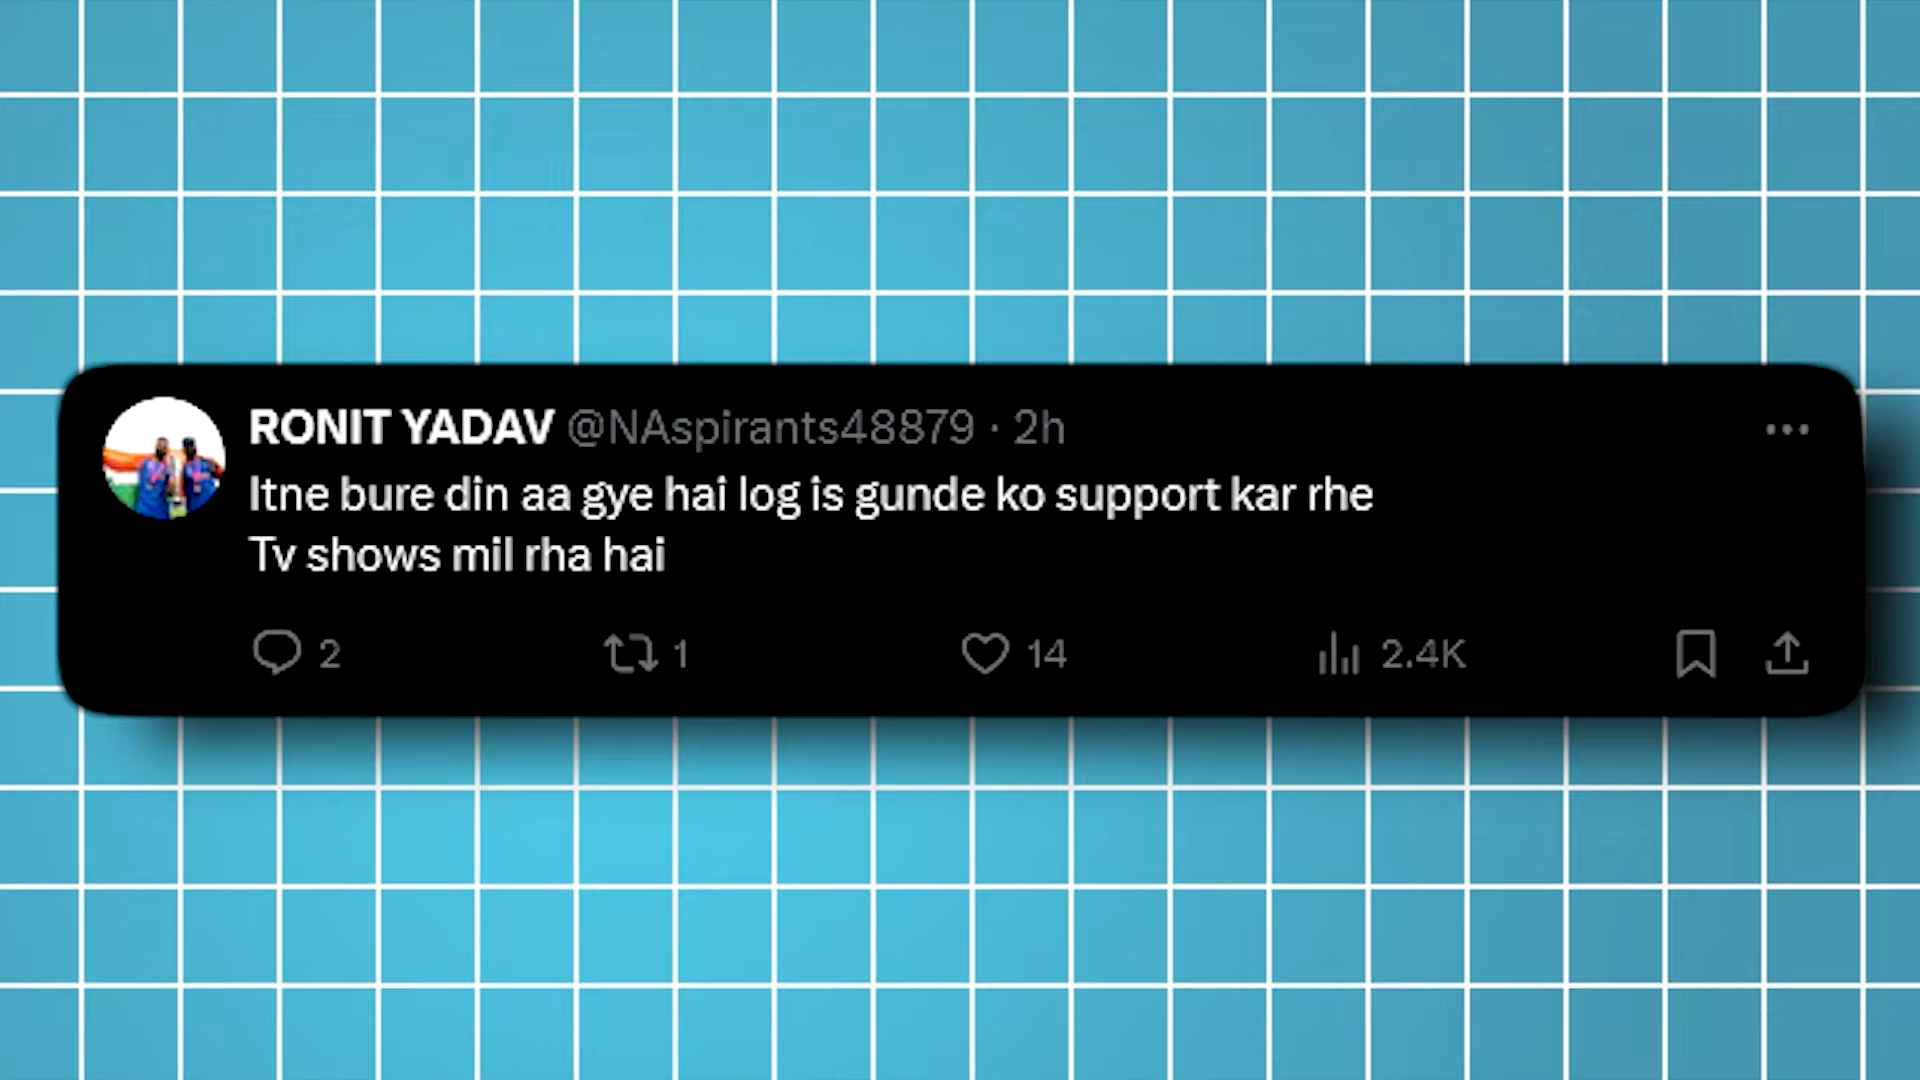 RONIT YADAV @NAspirants48879 · 2h
Itne bure din aa gye hai log is gunde ko support kar rhe
Tv shows mil rha hai
2 1 14 2.4K